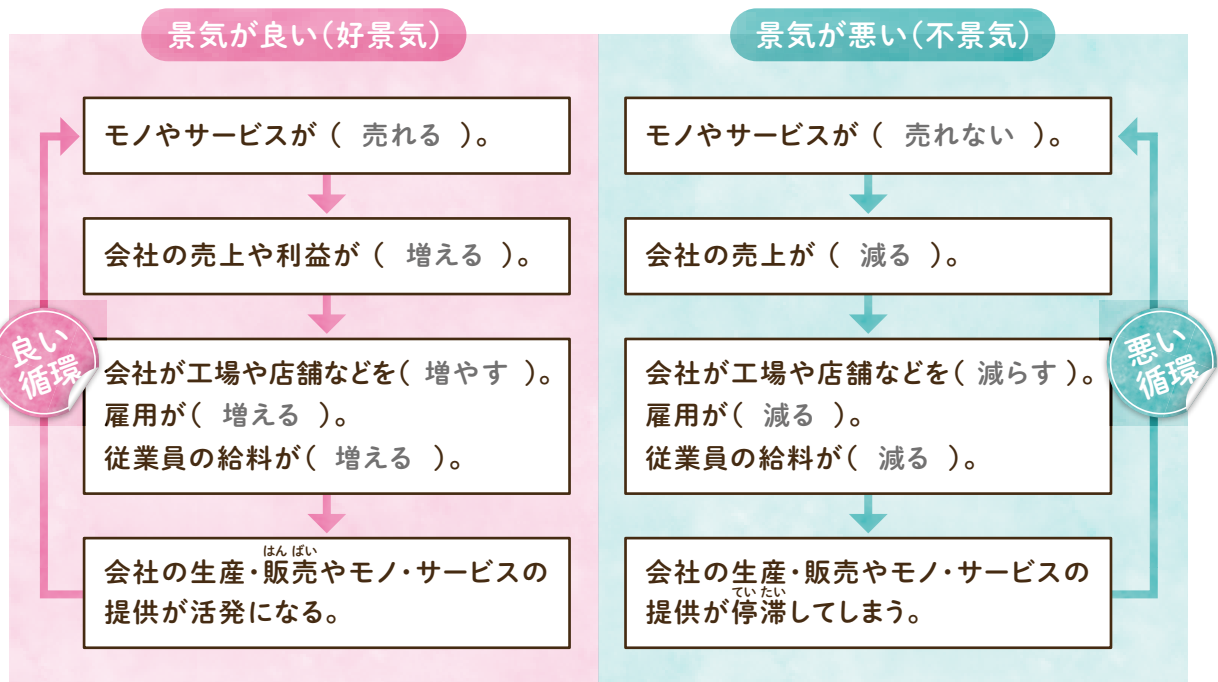 景気が良い(好景気)
モノやサービスが( 売れる )。
会社の売上や利益が( 増える )。
会社が工場や店舗などを( 増やす )。
雇用が( 増える )。
従業員の給料が( 増える )。
はんばい
会社の生産・販売やモノ・サービスの
提供が活発になる。
良い
循環
景気が悪い(不景気)
モノやサービスが( 売れない )。
会社の売上が( 減る )。
会社が工場や店舗などを( 減らす )。
雇用が( 減る )。
従業員の給料が( 減る )。
会社の生産・販売やモノ・サービスの
ていたい
提供が停滞してしまう。
悪い
循環